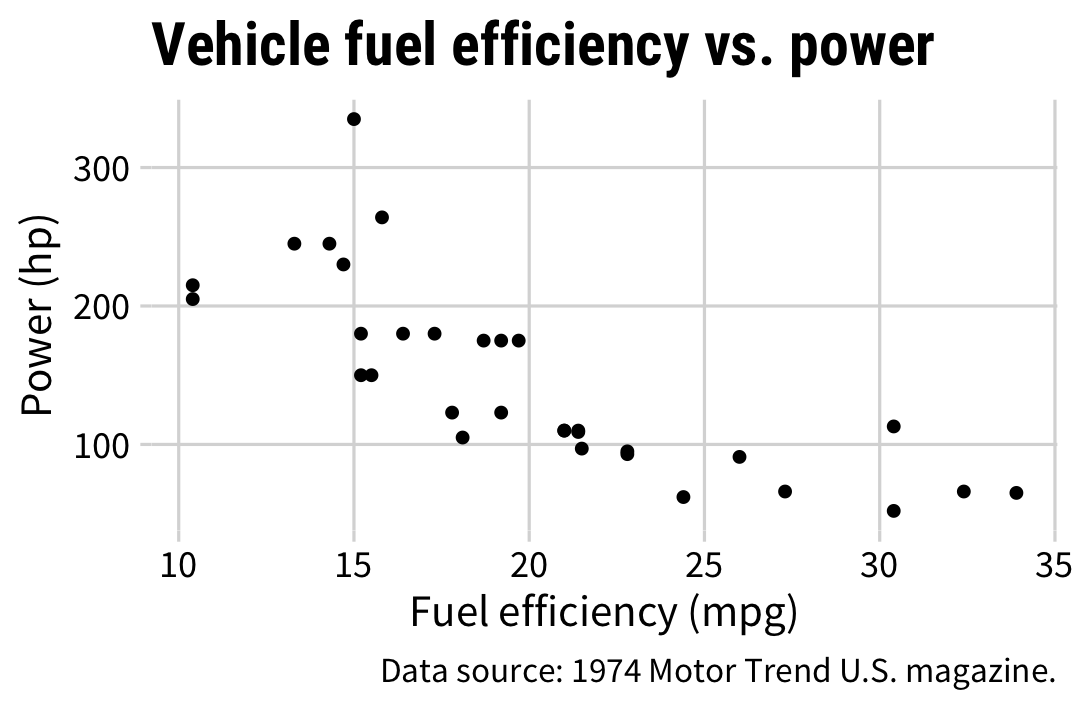 Vehicle fuel efficiency vs. power
300
200
100
Power (hp)
10 15 20 25 30 35
Fuel efficiency (mpg)
Data source: 1974 Motor Trend U.S. magazine.